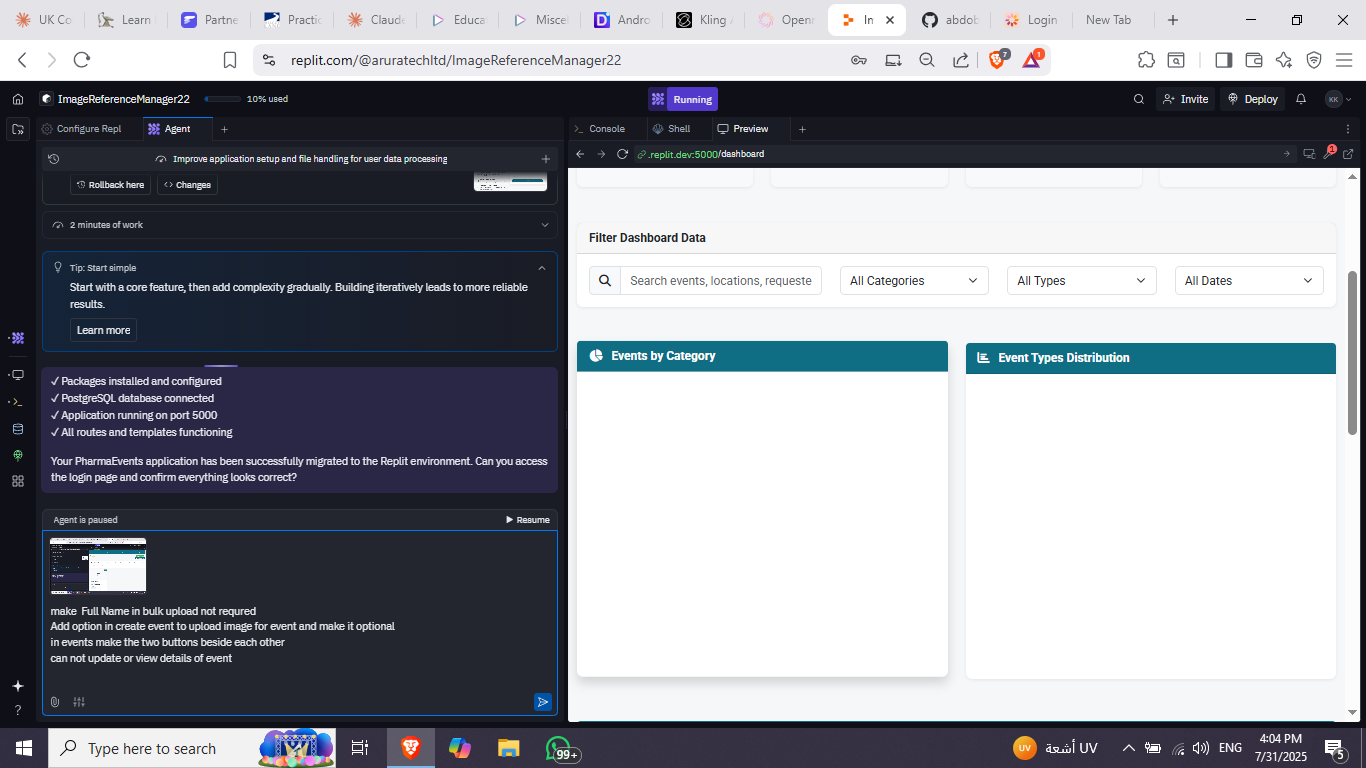 UK Co
Learn
Partne
Practic
Claude
Educa
Miscel
Andro
Kling
Openr
In
abdob
Login
New Tab
replit.com/@aruratechltd/ImageReferenceManager22
7
1
ImageReferenceManager22
10% used
Running
Invite
Deploy
KK
Configure Repl
Agent
Console
Shell
Preview
Improve application setup and file handling for user data processing
.replit.dev:5000/dashboard
1
Rollback here
Changes
2 minutes of work
Tip: Start simple
Start with a core feature, then add complexity gradually. Building iteratively leads to more reliable
results.
Learn more
✓ Packages installed and configured
✓ PostgreSQL database connected
✓ Application running on port 5000
✓ All routes and templates functioning
Your PharmaEvents application has been successfully migrated to the Replit environment. Can you access
the login page and confirm everything looks correct?
Agent is paused
Resume
make Full Name in bulk upload not requred
Add option in create event to upload image for event and make it optional
in events make the two buttons beside each other
can not update or view details of event
Filter Dashboard Data
Search events, locations, requeste
All Categories
All Types
All Dates
Events by Category
Event Types Distribution
Type here to search
99+
UV
أشعة UV
ENG
4:04 PM
7/31/2025
5